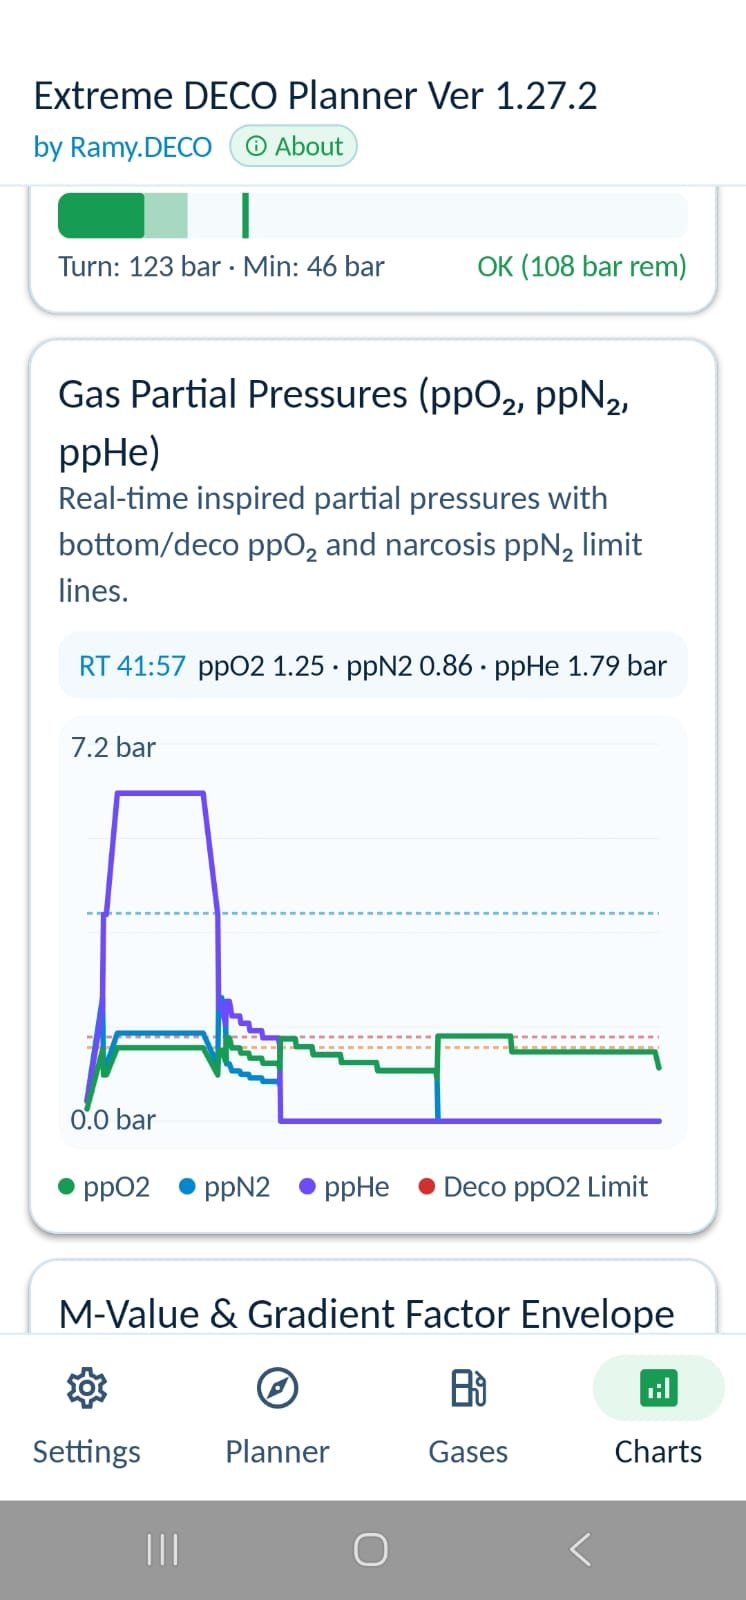 Extreme DECO Planner Ver 1.27.2
by Ramy.DECO About
Turn: 123 bar · Min: 46 bar OK (108 bar rem)
Gas Partial Pressures (ppO₂, ppN₂,
ppHe)
Real-time inspired partial pressures with
bottom/deco ppO₂ and narcosis ppN₂ limit
lines.
RT 41:57 ppO2 1.25 · ppN2 0.86 · ppHe 1.79 bar
7.2 bar
0.0 bar
ppO2 ppN2 ppHe Deco ppO2 Limit
M-Value & Gradient Factor Envelope
Settings Planner Gases Charts